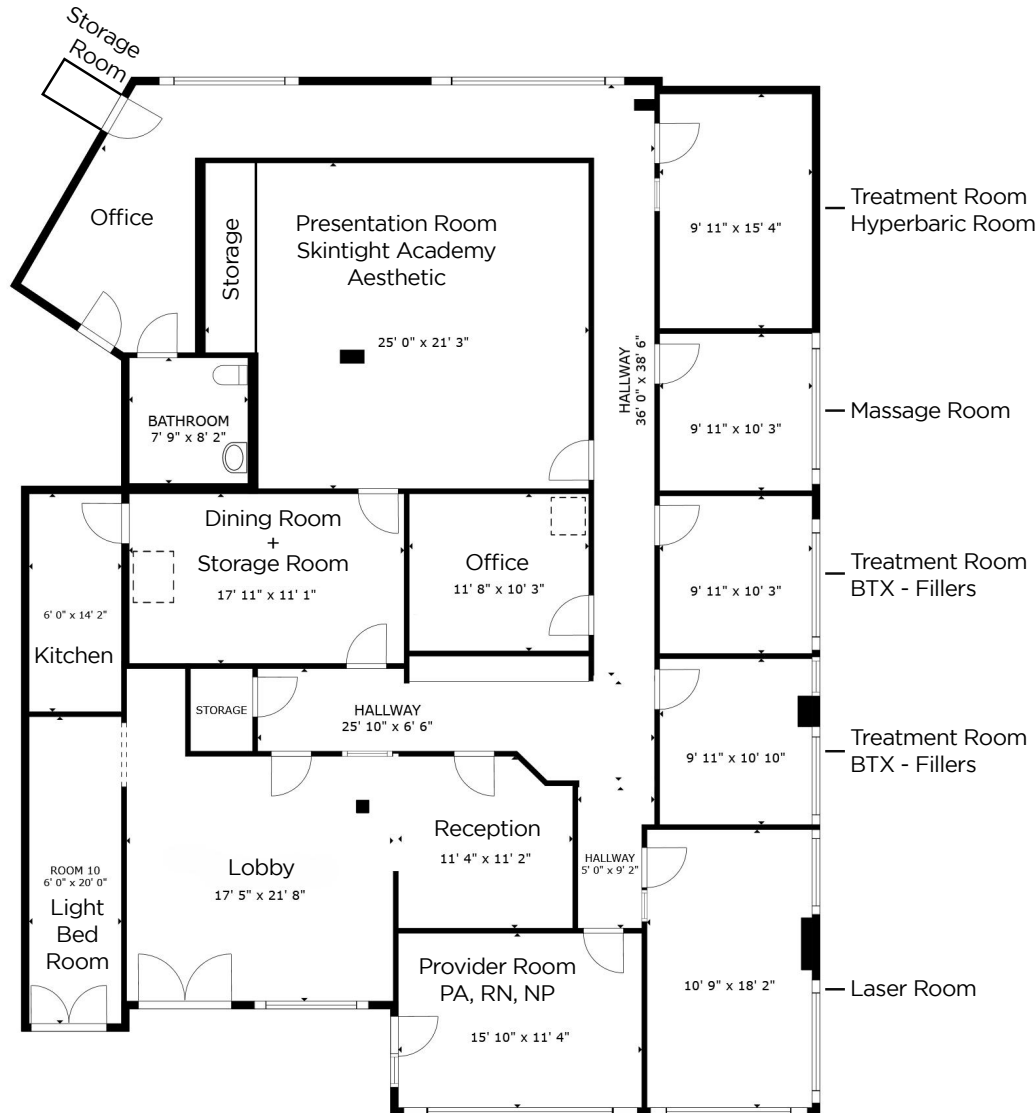 Storage
Room
Office
Storage
Presentation Room
Skintight Academy
Aesthetic
25' 0" x 21' 3"
HALLWAY
36' 0" x 38' 6"
9' 11" x 15' 4"
Treatment Room
Hyperbaric Room
9' 11" x 10' 3"
Massage Room
BATHROOM
7' 9" x 8' 2"
Dining Room
+
Storage Room
17' 11" x 11' 1"
Office
11' 8" x 10' 3"
9' 11" x 10' 3"
Treatment Room
BTX - Fillers
6' 0" x 14' 2"
Kitchen
STORAGE
HALLWAY
25' 10" x 6' 6"
9' 11" x 10' 10"
Treatment Room
BTX - Fillers
ROOM 10
6' 0" x 20' 0"
Light
Bed
Room
Lobby
17' 5" x 21' 8"
Reception
11' 4" x 11' 2"
HALLWAY
5' 0" x 9' 2"
Provider Room
PA, RN, NP
15' 10" x 11' 4"
10' 9" x 18' 2"
Laser Room